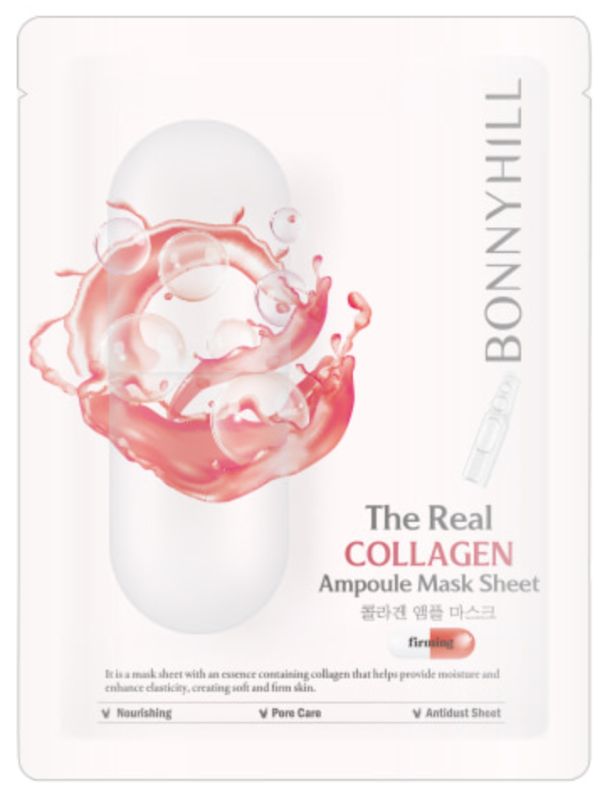 BONNYHILL
The Real
COLLAGEN
Ampoule Mask Sheet
콜라겐 앰플 마스크
firming
It is a mask sheet with an essence containing collagen that helps provide moisture and
enhance elasticity, creating soft and firm skin.
Nourishing Pore Care Antidust Sheet